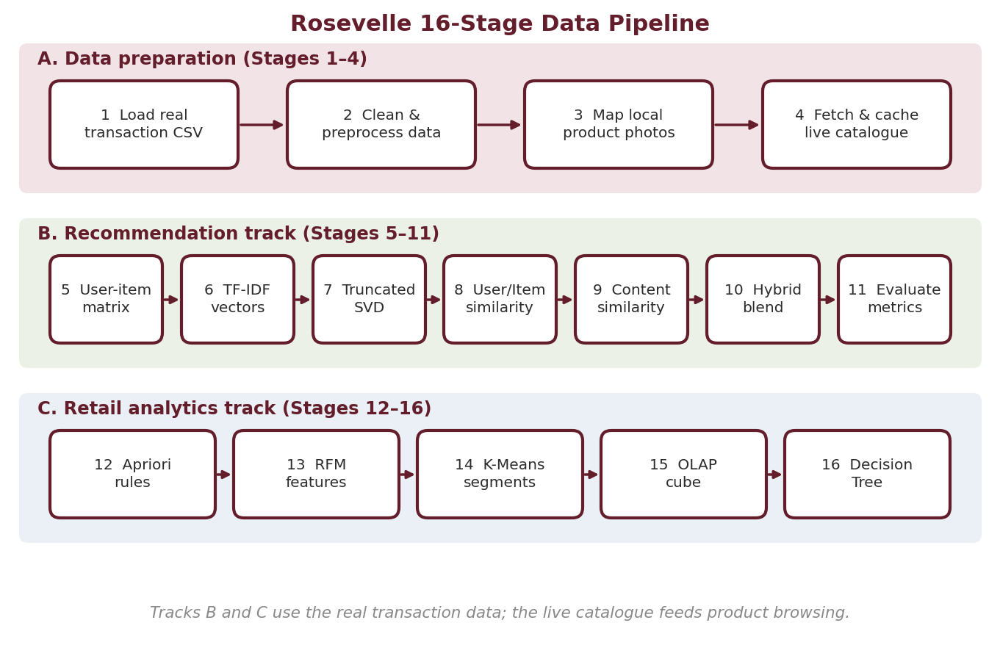 Rosevelle 16-Stage Data Pipeline
A. Data preparation (Stages 1–4)
1  Load real
transaction CSV
2  Clean &
preprocess data
3  Map local
product photos
4  Fetch & cache
live catalogue
B. Recommendation track (Stages 5–11)
5  User-item
matrix
6  TF-IDF
vectors
7  Truncated
SVD
8  User/Item
similarity
9  Content
similarity
10  Hybrid
blend
11  Evaluate
metrics
C. Retail analytics track (Stages 12–16)
12  Apriori
rules
13  RFM
features
14  K-Means
segments
15  OLAP
cube
16  Decision
Tree
Tracks B and C use the real transaction data; the live catalogue feeds product browsing.